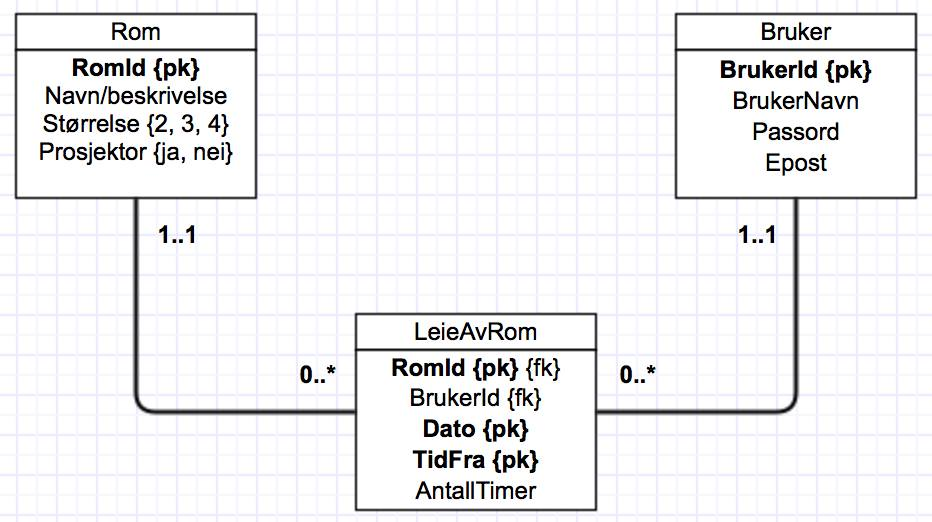 Rom
RomId {pk}
Navn/beskrivelse
Størrelse {2, 3, 4}
Prosjektor {ja, nei}
1..1
Bruker
BrukerId {pk}
BrukerNavn
Passord
Epost
1..1
LeieAvRom
RomId {pk} {fk}
BrukerId {fk}
Dato {pk}
TidFra {pk}
AntallTimer
0..*
0..*